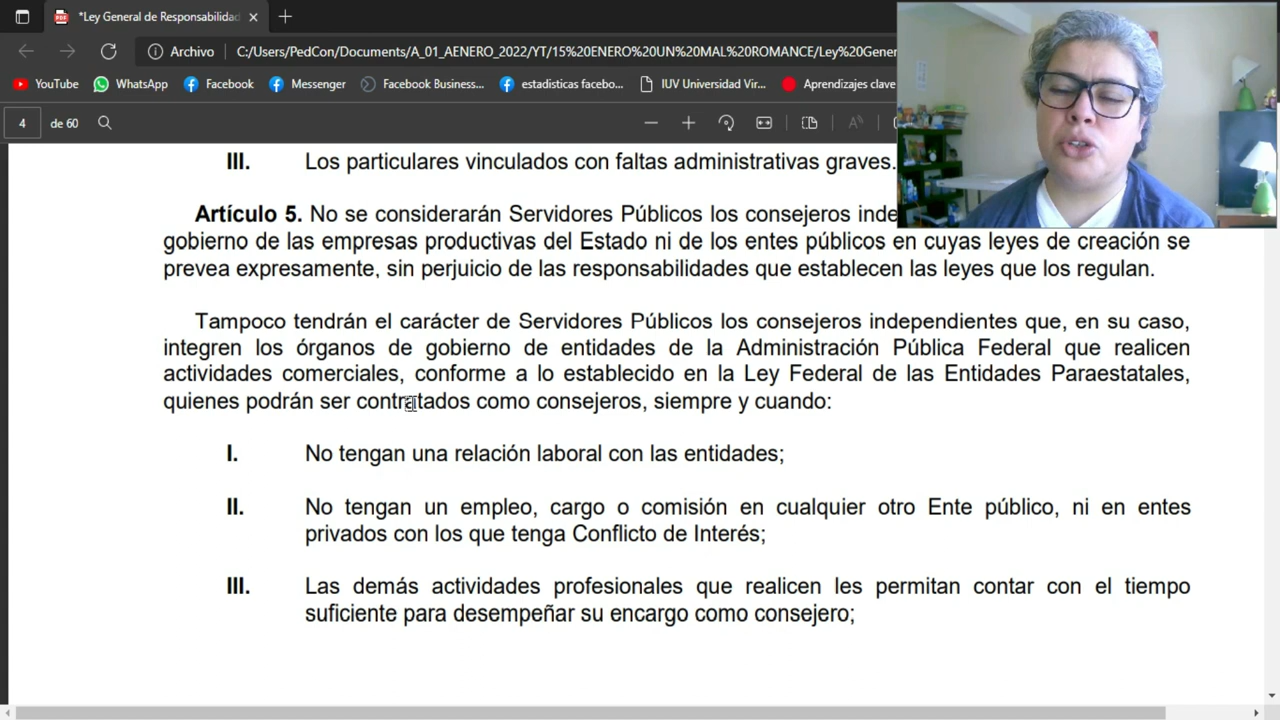 *Ley General de Responsabilidad
Archivo
C:/Users/PedCon/Documents/A_01_AENERO_2022/YT/15%20ENERO%20UN%20MAL%20ROMANCE/Ley%20Gener
YouTube WhatsApp Facebook Messenger Facebook Business... estadisticas facebo... IUV Universidad Vir... Aprendizajes clave
4 de 60
III. Los particulares vinculados con faltas administrativas graves.
Artículo 5. No se considerarán Servidores Públicos los consejeros inde
gobierno de las empresas productivas del Estado ni de los entes públicos en cuyas leyes de creación se
prevea expresamente, sin perjuicio de las responsabilidades que establecen las leyes que los regulan.
Tampoco tendrán el carácter de Servidores Públicos los consejeros independientes que, en su caso,
integren los órganos de gobierno de entidades de la Administración Pública Federal que realicen
actividades comerciales, conforme a lo establecido en la Ley Federal de las Entidades Paraestatales,
quienes podrán ser contratados como consejeros, siempre y cuando:
I. No tengan una relación laboral con las entidades;
II. No tengan un empleo, cargo o comisión en cualquier otro Ente público, ni en entes
privados con los que tenga Conflicto de Interés;
III. Las demás actividades profesionales que realicen les permitan contar con el tiempo
suficiente para desempeñar su encargo como consejero;